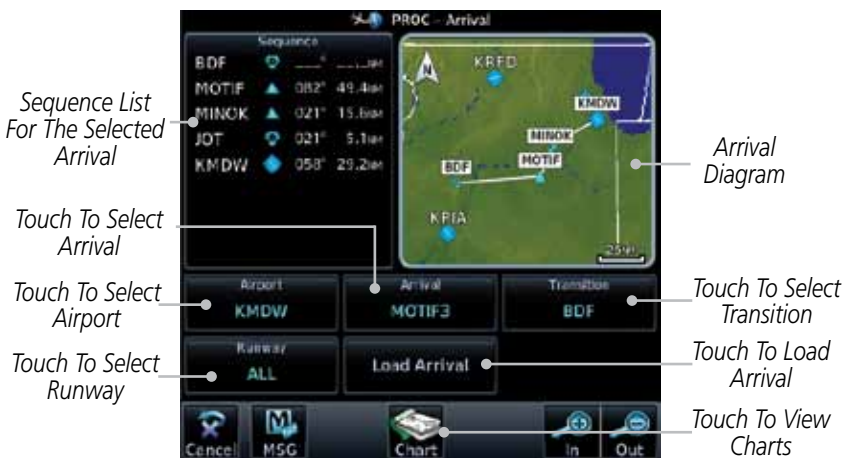 PROC - Arrival
Sequence
BDF
MOTIF 082° 49.4NM
MINOK 021° 15.6NM
JOT 021° 5.1NM
KMDW 058° 29.2NM
N
KRFD
KMDW
MINOK
MOTIF
BDF
KPIA
25NM
Sequence List
For The Selected
Arrival
Arrival
Diagram
Touch To Select
Arrival
Touch To Select
Airport
Touch To Select
Transition
Touch To Select
Runway
Touch To Load
Arrival
Touch To View
Charts
Airport
KMDW
Arrival
MOTIF3
Transition
BDF
Runway
ALL
Load Arrival
Cancel
MSG
Chart
In
Out